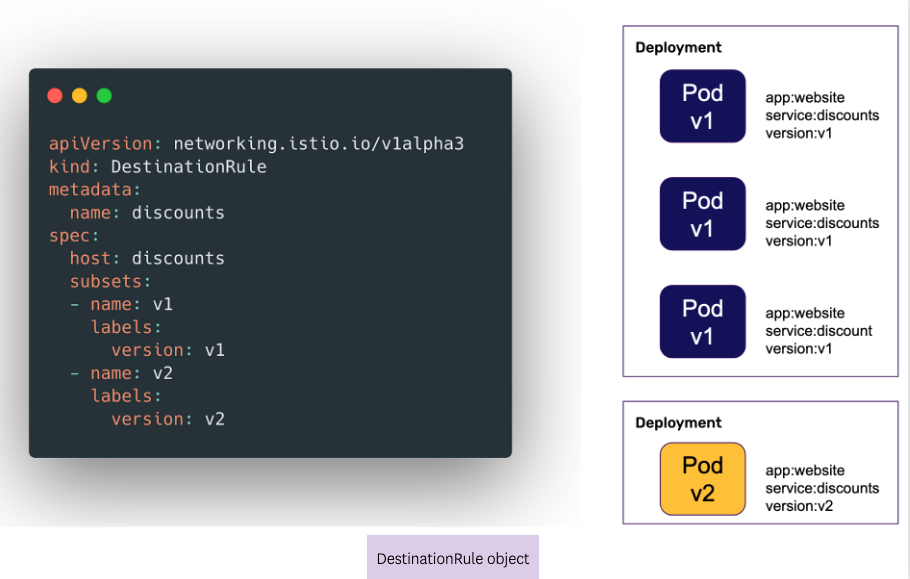 apiVersion: networking.istio.io/v1alpha3
kind: DestinationRule
metadata:
  name: discounts
spec:
  host: discounts
  subsets:
  - name: v1
    labels:
      version: v1
  - name: v2
    labels:
      version: v2
Deployment
Pod
v1
app:website
service:discounts
version:v1
Pod
v1
app:website
service:discounts
version:v1
Pod
v1
app:website
service:discount
version:v1
Deployment
Pod
v2
app:website
service:discounts
version:v2
DestinationRule object